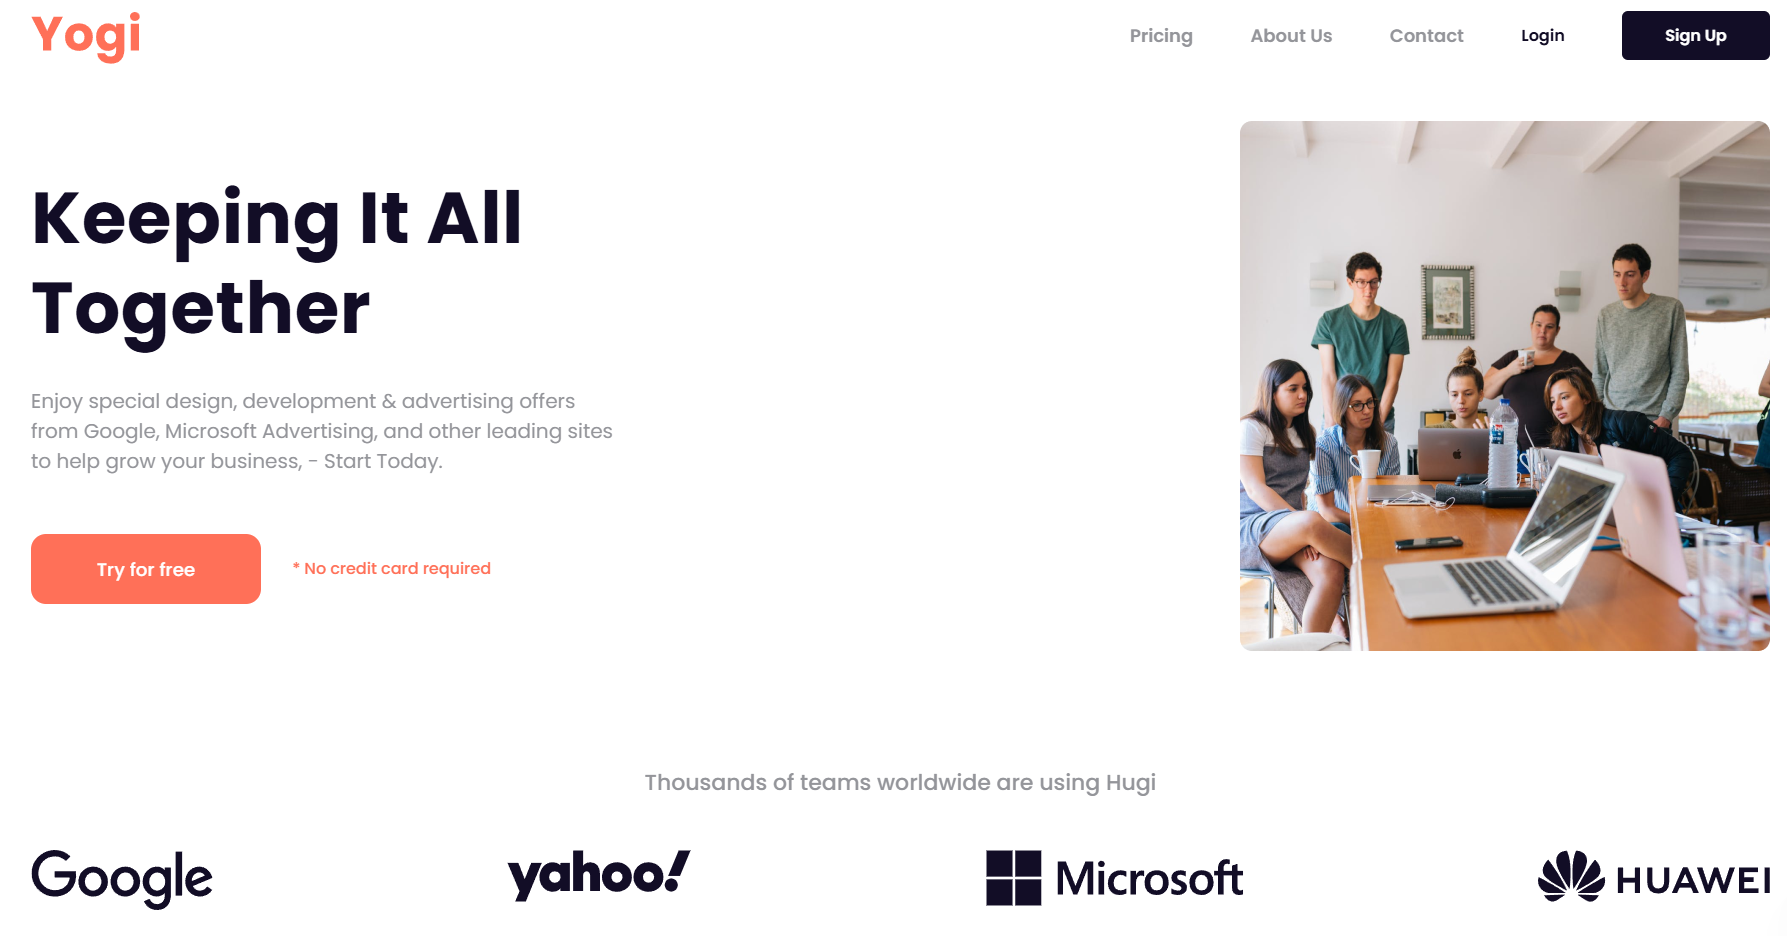 Yogi
Pricing
About Us
Contact
Login
Sign Up
Keeping It All
Together
Enjoy special design, development & advertising offers
from Google, Microsoft Advertising, and other leading sites
to help grow your business, - Start Today.
Try for free
* No credit card required
Thousands of teams worldwide are using Hugi
Google
yahoo!
Microsoft
HUAWEI